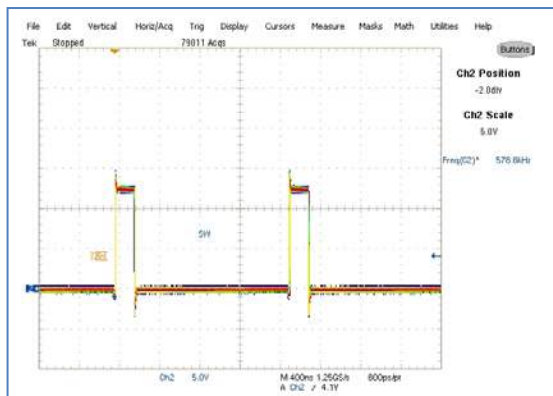 File Edit Vertical Horiz/Acq Trig Display Cursors Measure Masks Math Utilities Help
Tek Stopped 79011 Acqs
Buttons
Ch2 Position
-2.0div
Ch2 Scale
5.0V
Freq(C2)* 578.6kHz
SW
Ch2 5.0V M 400ns 1.25GS/s 800ps/pt
A Ch2 / 4.1V